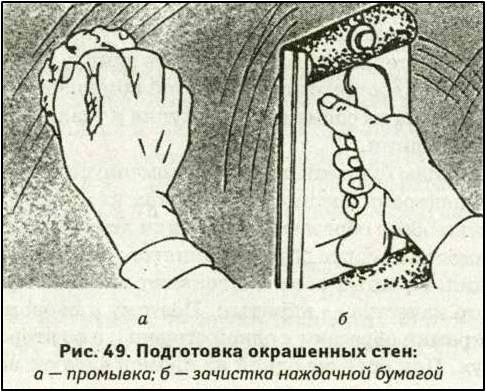 а б
Рис. 49. Подготовка окрашенных стен:
а — промывка; б — зачистка наждачной бумагой